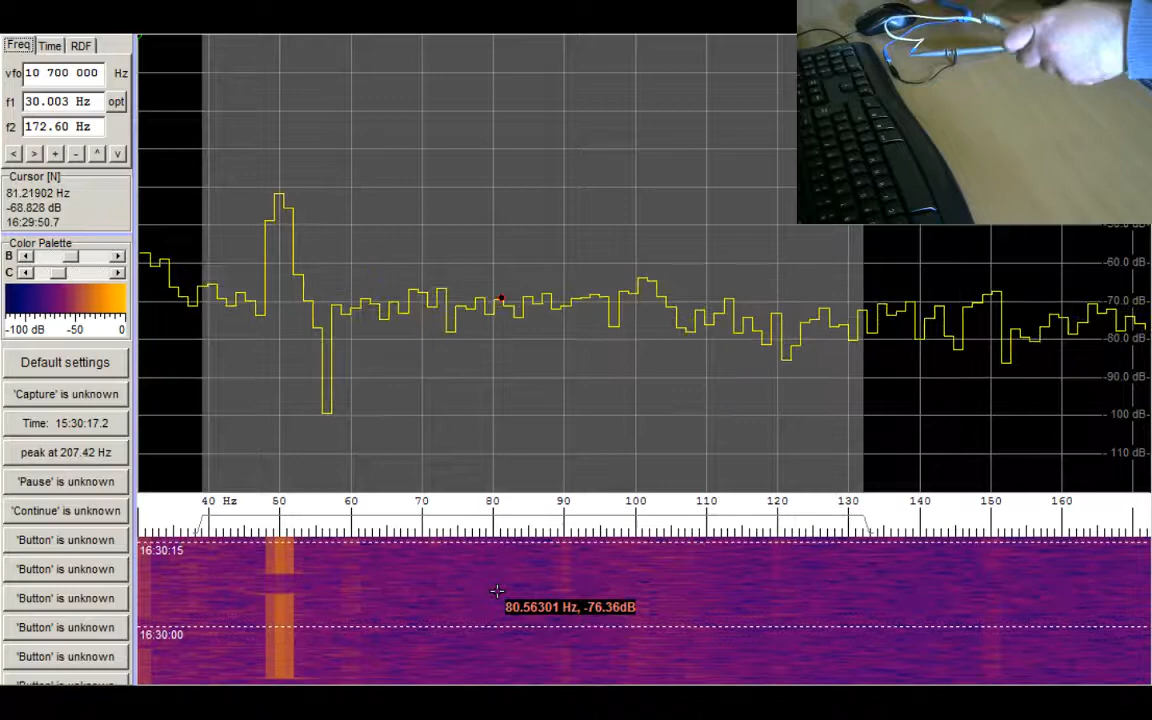 Freq Time RDF
vfo 10 700 000 Hz
f1 30.003 Hz opt
f2 172.60 Hz
< > + - ^ v
Cursor [N]
81.21902 Hz
-68.828 dB
16:29:50.7
Color Palette
B
C
-100 dB -50 0
Default settings
'Capture' is unknown
Time: 15:30:17.2
peak at 207.42 Hz
'Pause' is unknown
'Continue' is unknown
'Button' is unknown
'Button' is unknown
'Button' is unknown
'Button' is unknown
'Button' is unknown
-60.0 dB
-70.0 dB
-80.0 dB
-90.0 dB
-100 dB
-110 dB
40 Hz 50 60 70 80 90 100 110 120 130 140 150 160
16:30:15
80.56301 Hz, -76.36dB
16:30:00